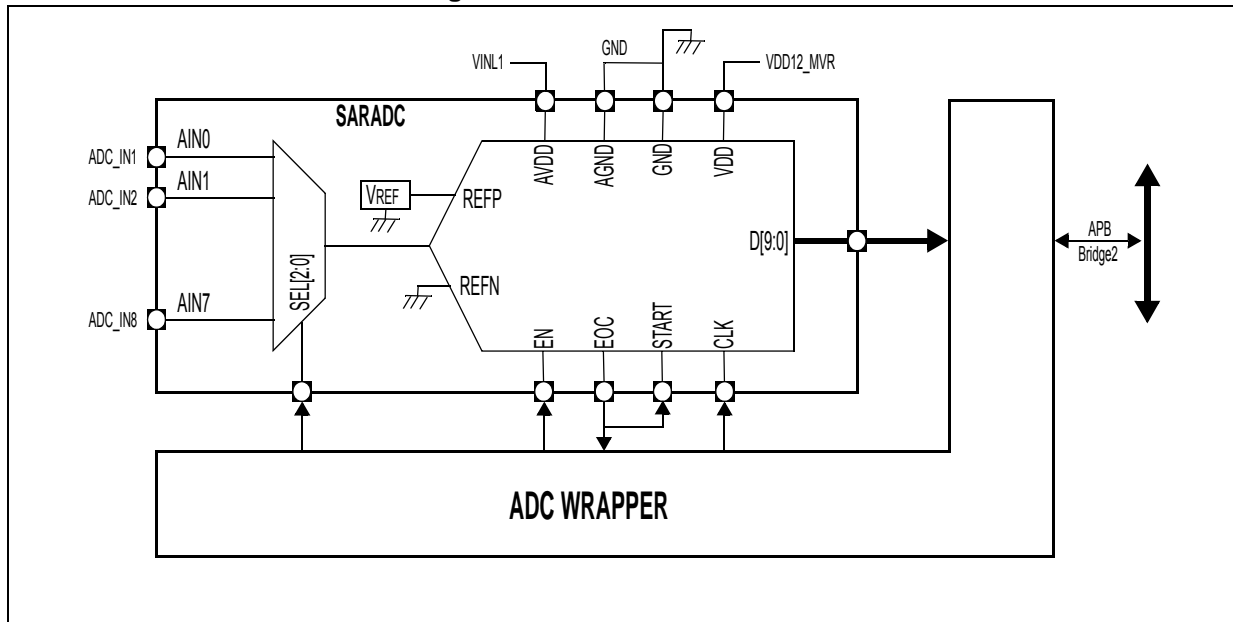 GND
VINL1
VDD12_MVR
SARADC
ADC_IN1
AIN0
ADC_IN2
AIN1
ADC_IN8
AIN7
SEL[2:0]
VREF
REFP
REFN
AVDD
AGND
GND
VDD
D[9:0]
EN
EOC
START
CLK
APB
Bridge2
ADC WRAPPER